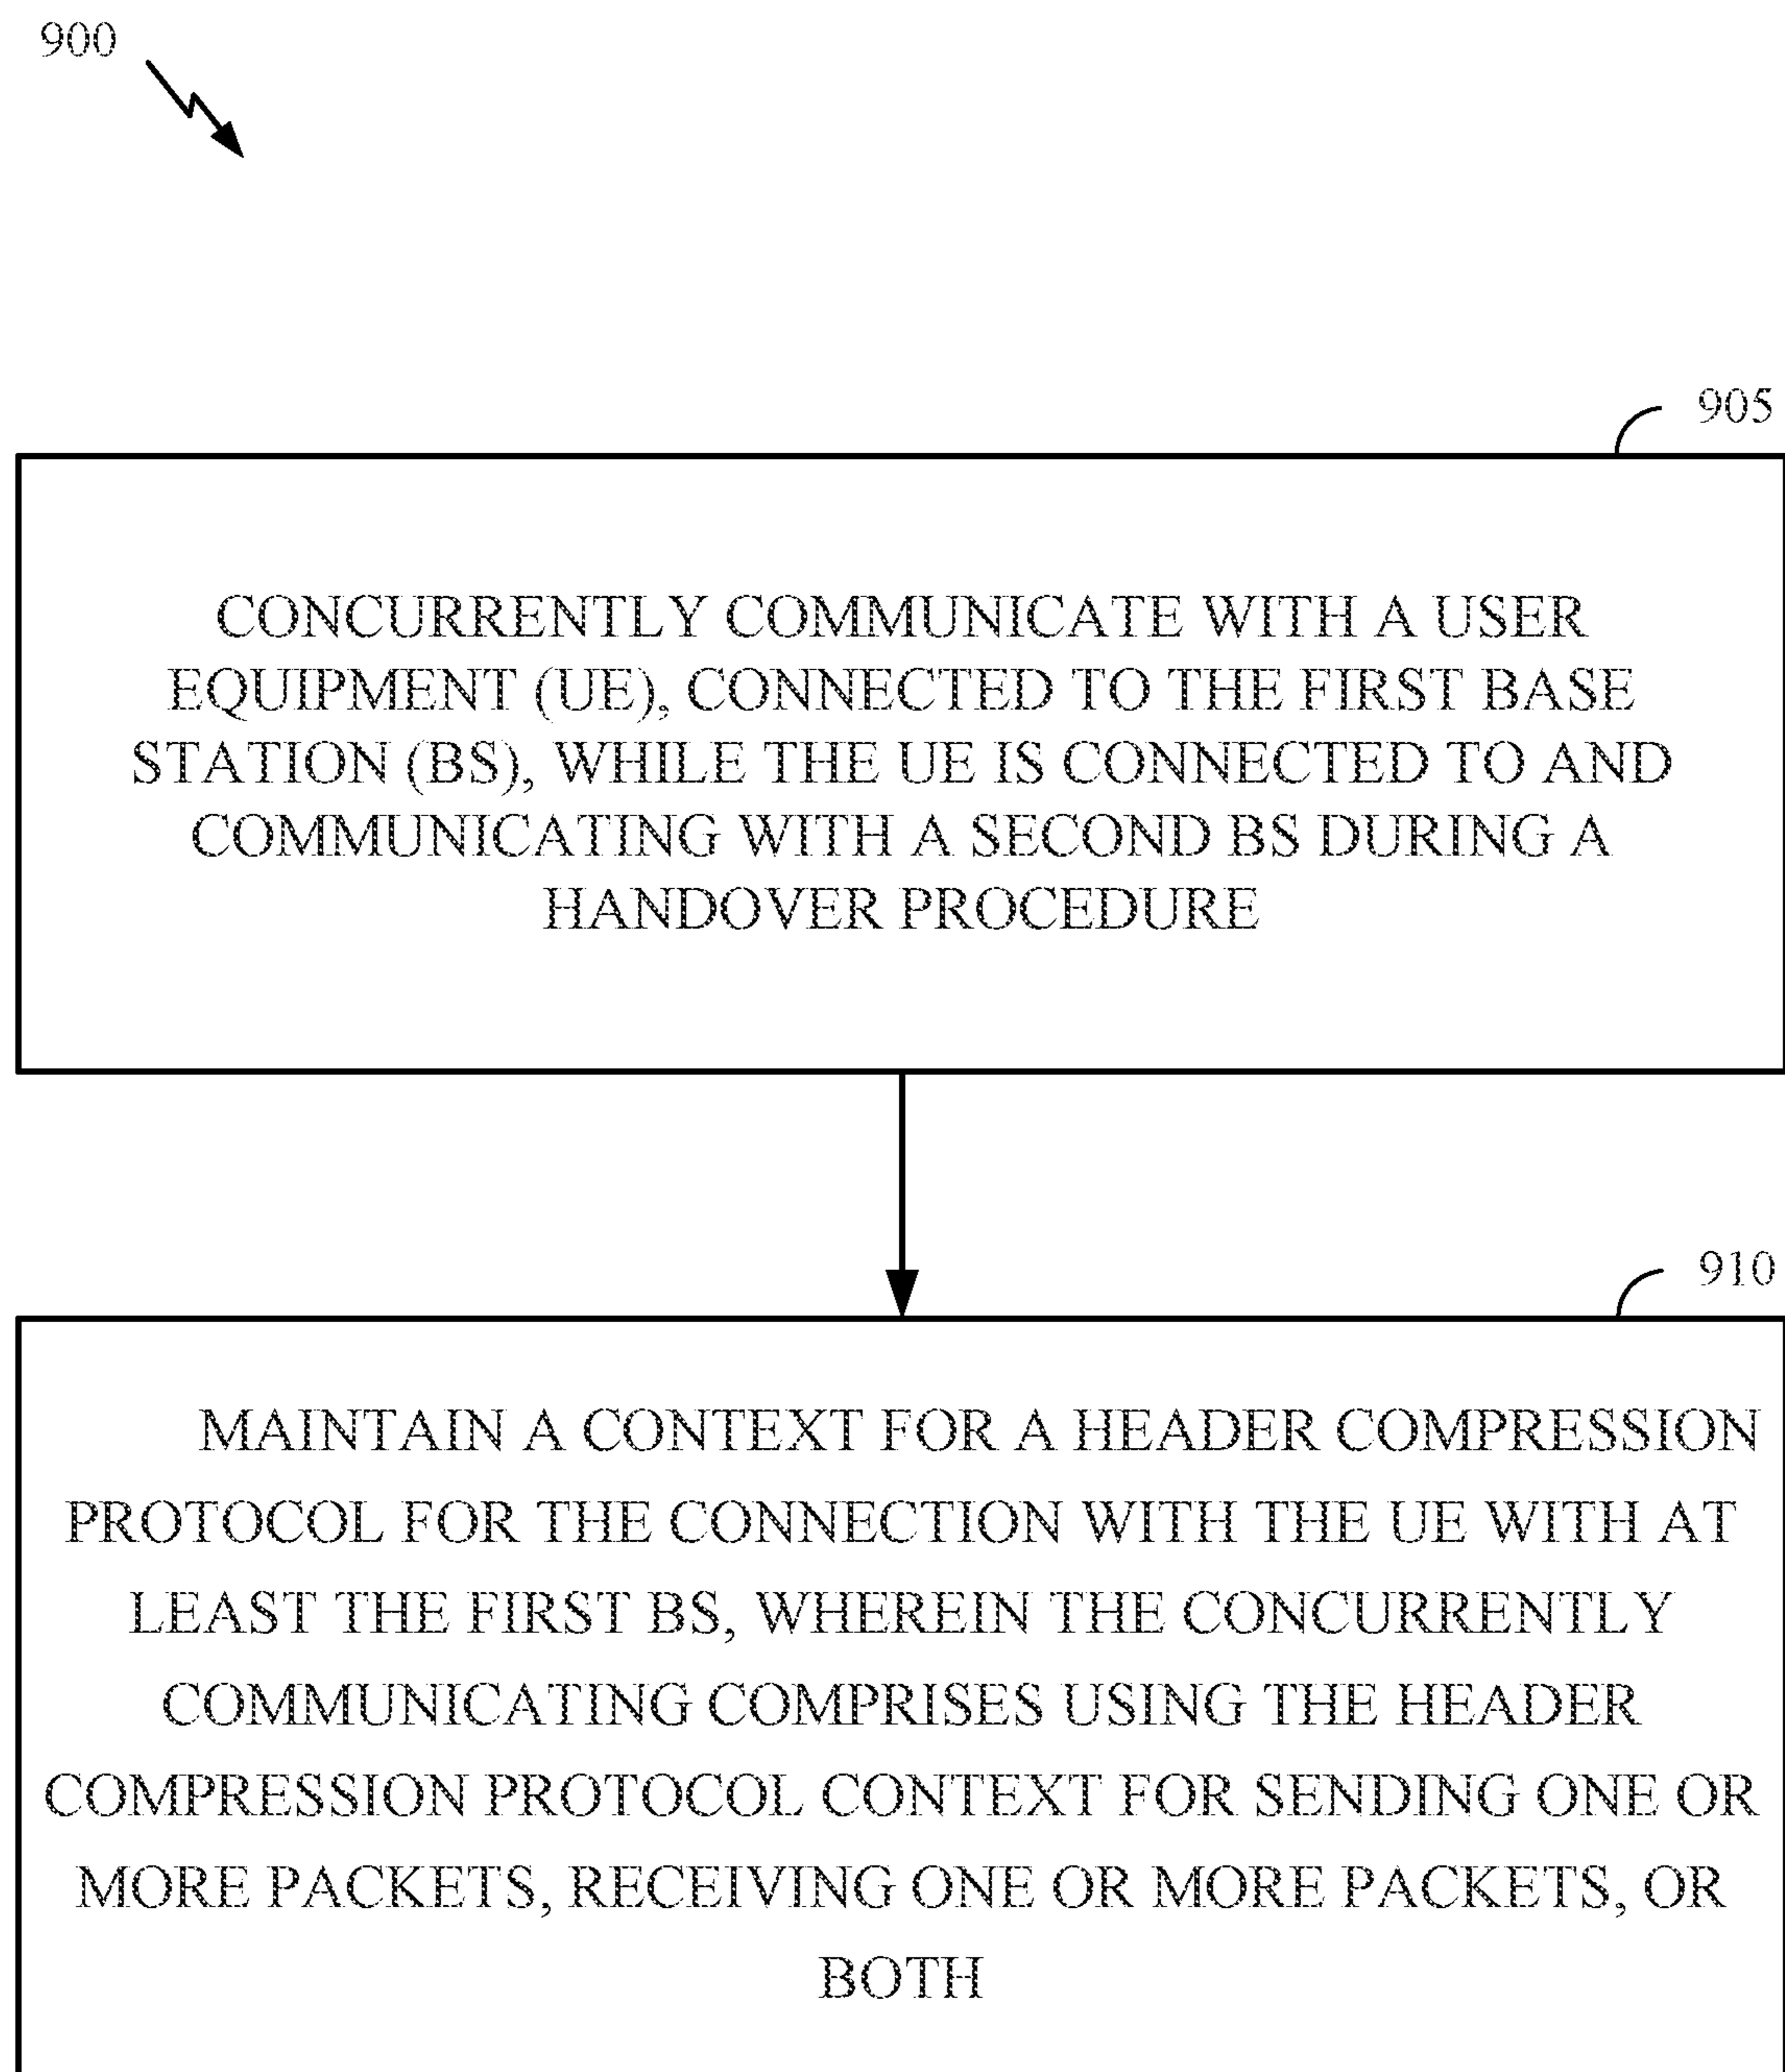 900
905
CONCURRENTLY COMMUNICATE WITH A USER
EQUIPMENT (UE), CONNECTED TO THE FIRST BASE
STATION (BS), WHILE THE UE IS CONNECTED TO AND
COMMUNICATING WITH A SECOND BS DURING A
HANDOVER PROCEDURE
910
MAINTAIN A CONTEXT FOR A HEADER COMPRESSION
PROTOCOL FOR THE CONNECTION WITH THE UE WITH AT
LEAST THE FIRST BS, WHEREIN THE CONCURRENTLY
COMMUNICATING COMPRISES USING THE HEADER
COMPRESSION PROTOCOL CONTEXT FOR SENDING ONE OR
MORE PACKETS, RECEIVING ONE OR MORE PACKETS, OR
BOTH